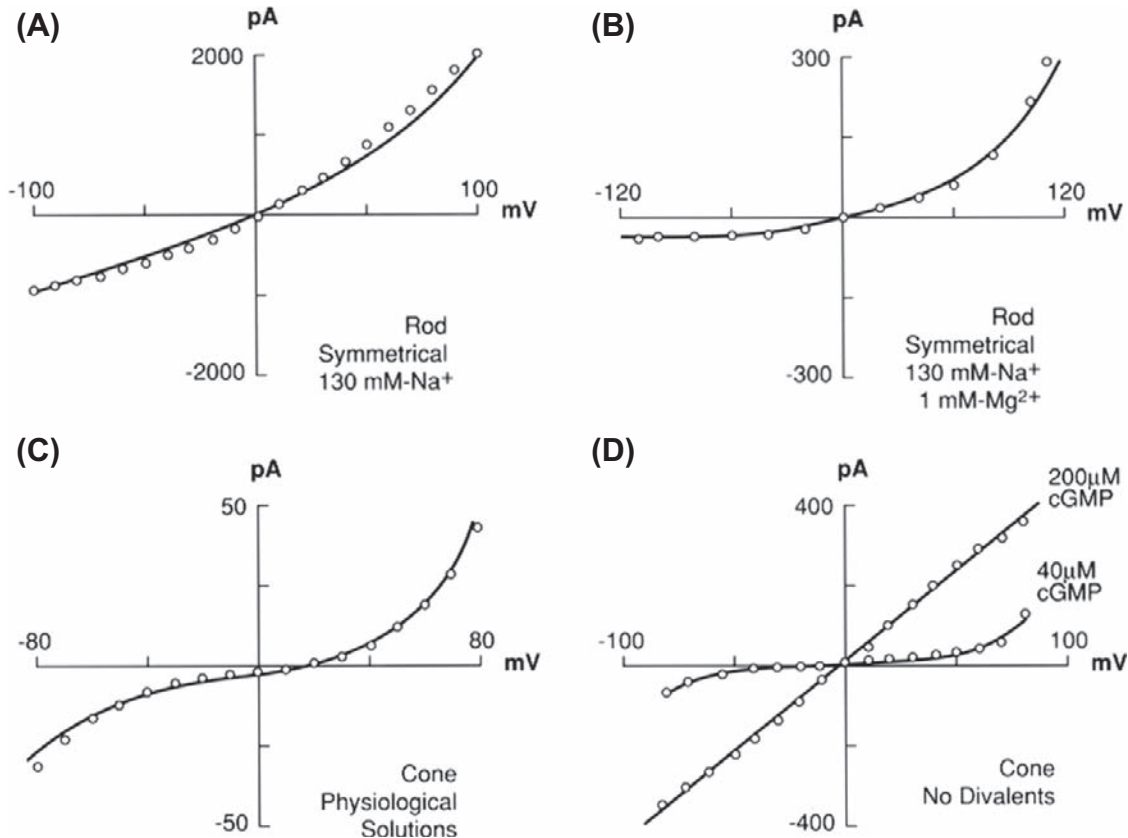 (A)
pA
2000
-100
100
mV
-2000
Rod
Symmetrical
130 mM-Na⁺
(B)
pA
300
-120
120
mV
-300
Rod
Symmetrical
130 mM-Na⁺
1 mM-Mg²⁺
(C)
pA
50
-80
80
mV
-50
Cone
Physiological
Solutions
(D)
pA
400
200μM
cGMP
40μM
cGMP
-100
100
mV
-400
Cone
No Divalents